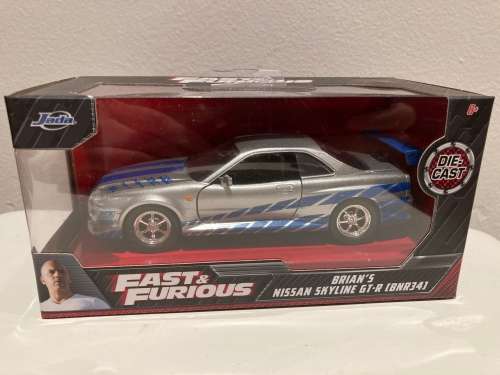 Jada
8+
DIE-
CAST
FAST &
FURIOUS
BRIAN'S
NISSAN SKYLINE GT-R (BNR34)